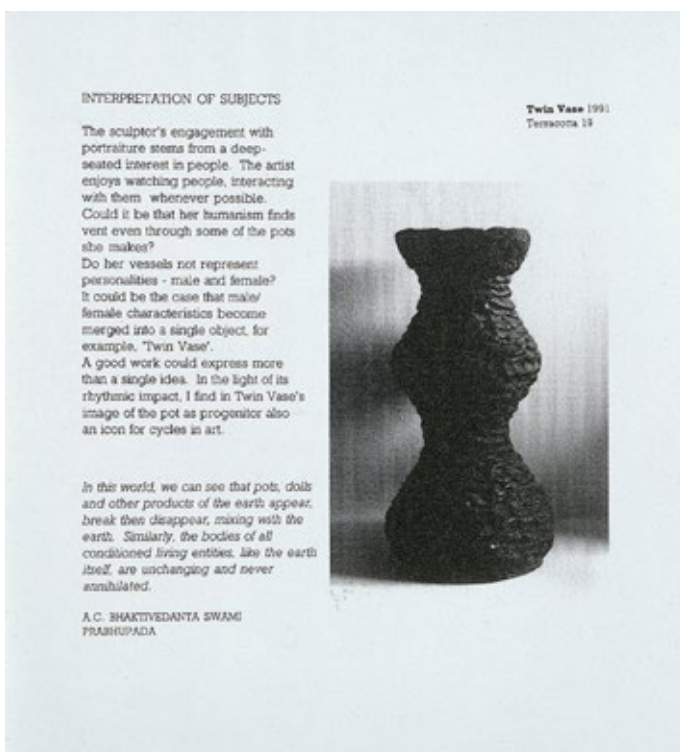 INTERPRETATION OF SUBJECTS
The sculptor's engagement with
portraiture stems from a deep-
seated interest in people. The artist
enjoys watching people, interacting
with them whenever possible.
Could it be that her humanism finds
vent even through some of the pots
she makes?
Do her vessels not represent
personalities - male and female?
It could be the case that male/
female characteristics become
merged into a single object, for
example, 'Twin Vase'.
A good work could express more
than a single idea. In the light of its
rhythmic impact, I find in Twin Vase's
image of the pot as progenitor also
an icon for cycles in art.
In this world, we can see that pots, dolls
and other products of the earth appear,
break then disappear, mixing with the
earth. Similarly, the bodies of all
conditioned living entities, like the earth
itself, are unchanging and never
annihilated.
A.C. BHAKTIVEDANTA SWAMI
PRABHUPADA
Twin Vase 1991
Terracotta 19